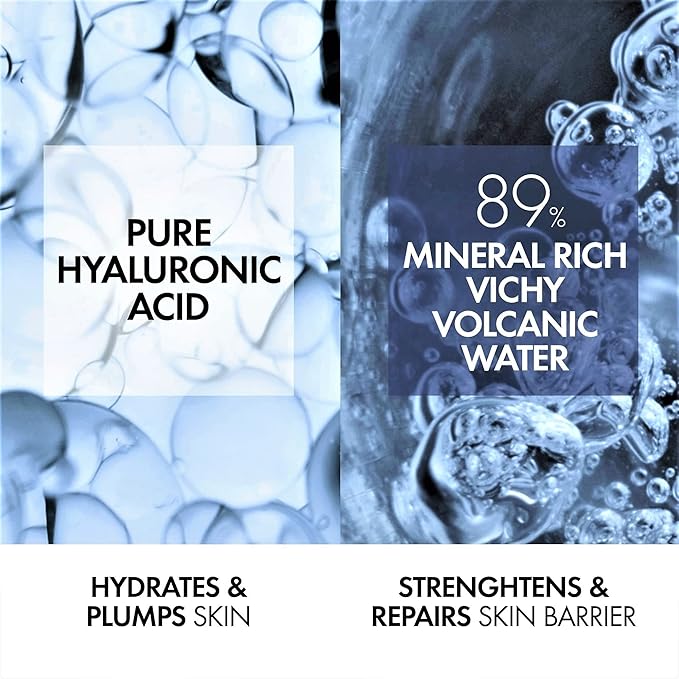 PURE
HYALURONIC
ACID
89%
MINERAL RICH
VICHY
VOLCANIC
WATER
HYDRATES &
PLUMPS SKIN
STRENGHTENS &
REPAIRS SKIN BARRIER